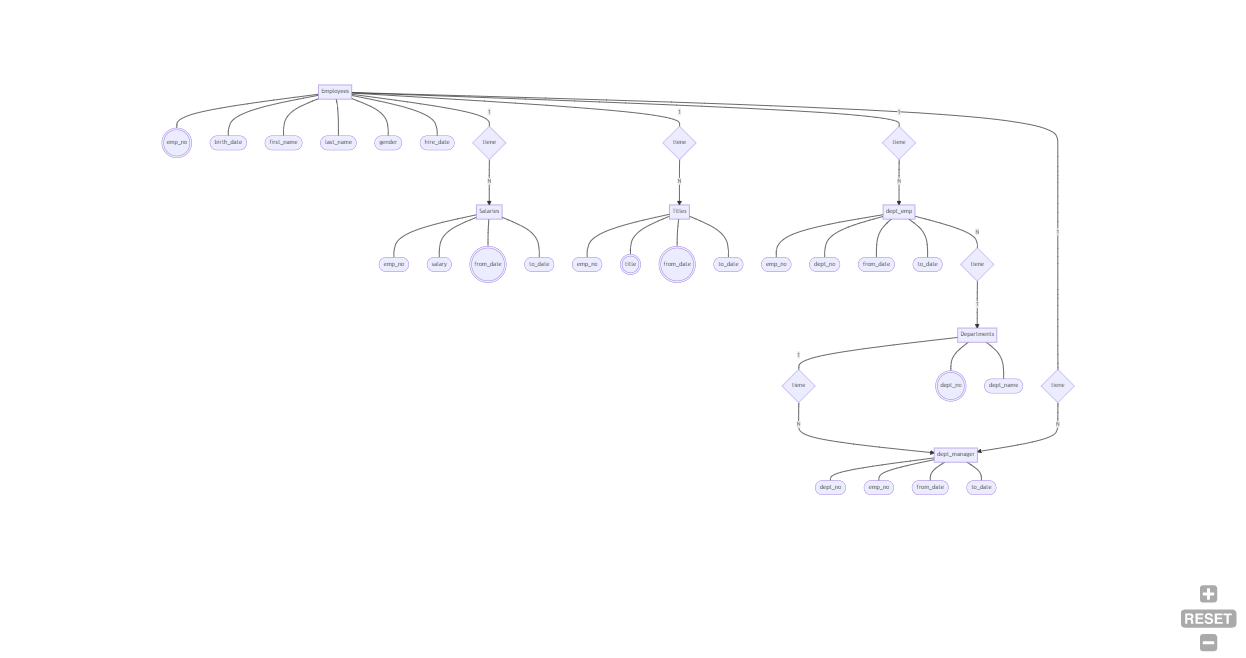 Employees
1
1
1
emp_no
birth_date
first_name
last_name
gender
hire_date
tiene
tiene
tiene
N
N
N
Salaries
Titles
dept_emp
1
N
emp_no
salary
from_date
to_date
emp_no
title
from_date
to_date
emp_no
dept_no
from_date
to_date
tiene
1
Departments
1
tiene
dept_no
dept_name
tiene
N
N
dept_manager
dept_no
emp_no
from_date
to_date
RESET